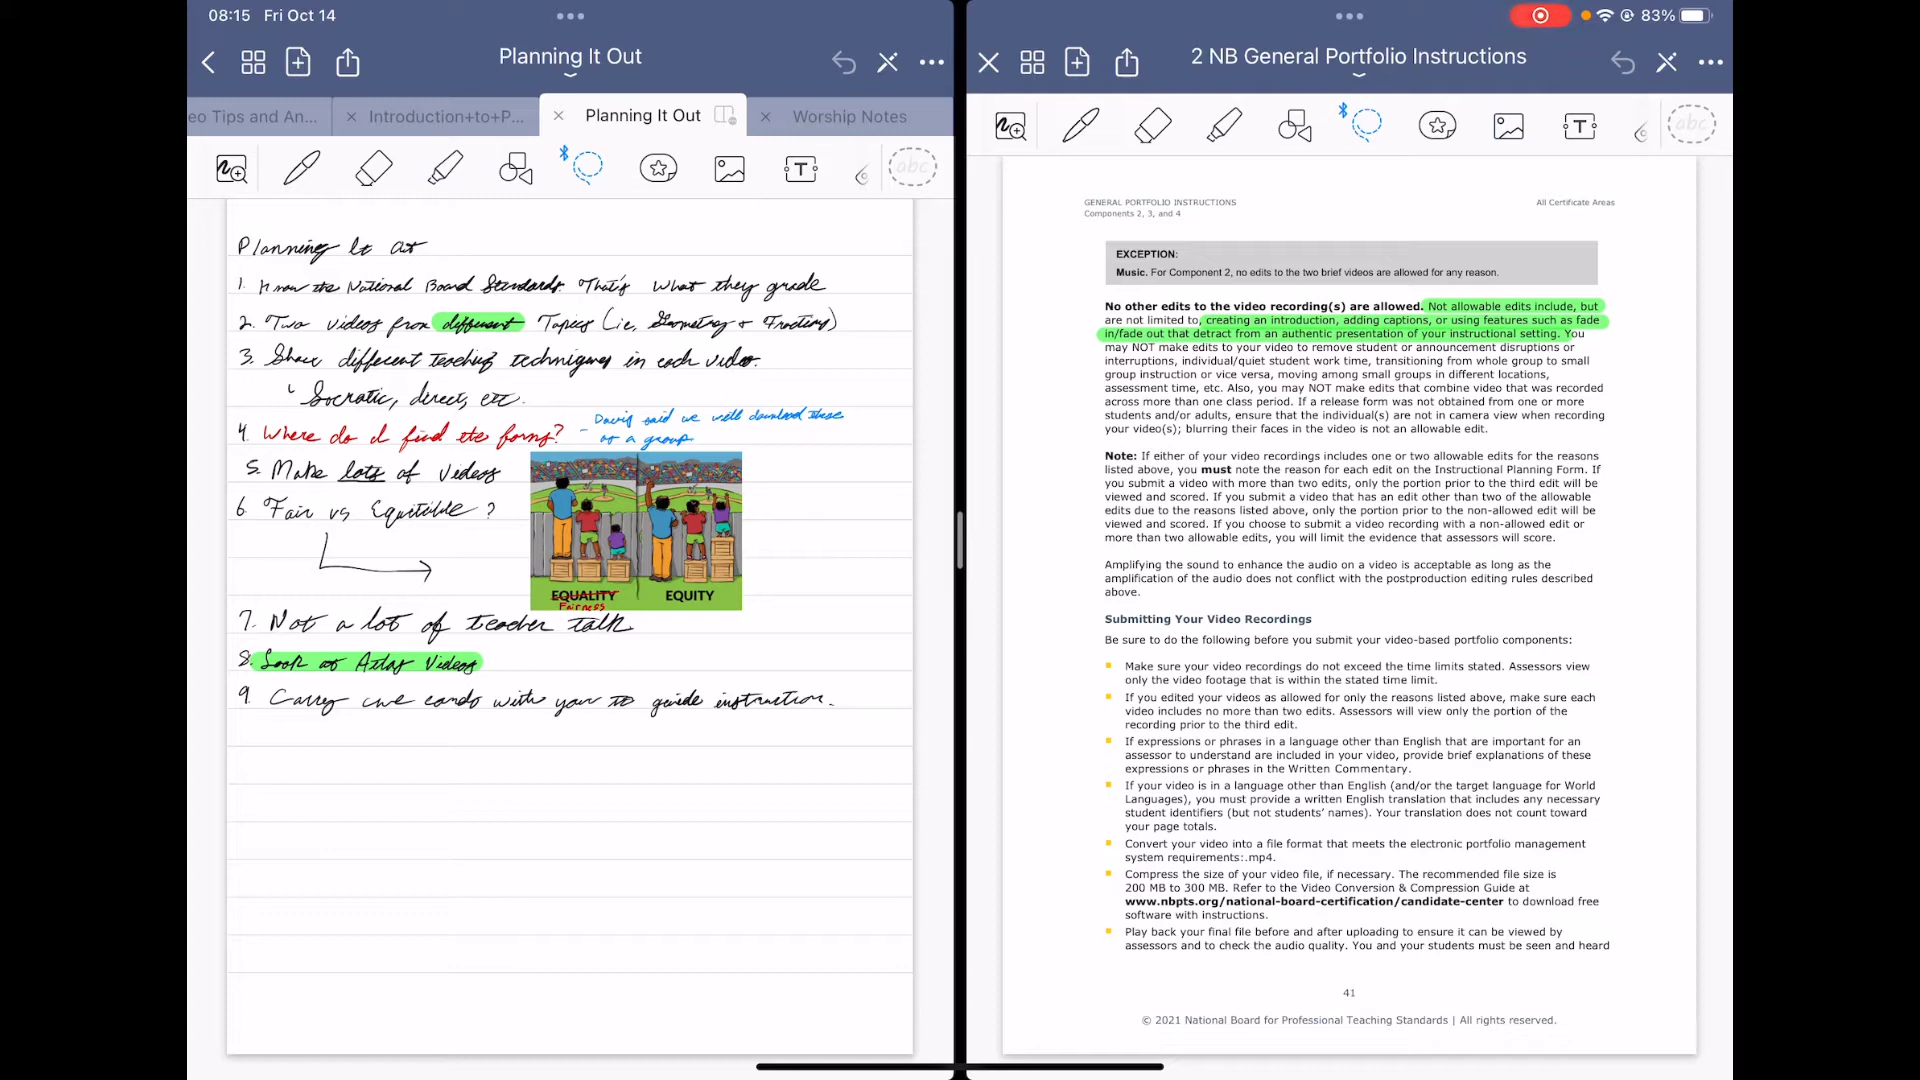 08:15 Fri Oct 14
83%
Planning It Out
eo Tips and An...
Introduction+to+P...
Planning It Out
Worship Notes
abc
Planning It Out
1. Know the National Board Standards. That's what they grade
2. Two videos from different Topics (ie, Geometry + Fractions)
3. Show different teaching techniques in each video.
Socratic, direct, etc.
4. Where do I find the forms?
- David said we will download these
as a group
5. Make lots of videos
6. Fair vs Equitible?
EQUALITY
Fairness
EQUITY
7. Not a lot of teacher talk
8. Look at Atlas Videos
9. Carry cue cards with you to guide instruction.
2 NB General Portfolio Instructions
abc
GENERAL PORTFOLIO INSTRUCTIONS
Components 2, 3, and 4
All Certificate Areas
EXCEPTION:
Music. For Component 2, no edits to the two brief videos are allowed for any reason.
No other edits to the video recording(s) are allowed. Not allowable edits include, but
are not limited to, creating an introduction, adding captions, or using features such as fade
in/fade out that detract from an authentic presentation of your instructional setting. You
may NOT make edits to your video to remove student or announcement disruptions or
interruptions, individual/quiet student work time, transitioning from whole group to small
group instruction or vice versa, moving among small groups in different locations,
assessment time, etc. Also, you may NOT make edits that combine video that was recorded
across more than one class period. If a release form was not obtained from one or more
students and/or adults, ensure that the individual(s) are not in camera view when recording
your video(s); blurring their faces in the video is not an allowable edit.
Note: If either of your video recordings includes one or two allowable edits for the reasons
listed above, you must note the reason for each edit on the Instructional Planning Form. If
you submit a video with more than two edits, only the portion prior to the third edit will be
viewed and scored. If you submit a video that has an edit other than two of the allowable
edits due to the reasons listed above, only the portion prior to the non-allowed edit will be
viewed and scored. If you choose to submit a video recording with a non-allowed edit or
more than two allowable edits, you will limit the evidence that assessors will score.
Amplifying the sound to enhance the audio on a video is acceptable as long as the
amplification of the audio does not conflict with the postproduction editing rules described
above.
Submitting Your Video Recordings
Be sure to do the following before you submit your video-based portfolio components:
Make sure your video recordings do not exceed the time limits stated. Assessors view
only the video footage that is within the stated time limit.
If you edited your videos as allowed for only the reasons listed above, make sure each
video includes no more than two edits. Assessors will view only the portion of the
recording prior to the third edit.
If expressions or phrases in a language other than English that are important for an
assessor to understand are included in your video, provide brief explanations of these
expressions or phrases in the Written Commentary.
If your video is in a language other than English (and/or the target language for World
Languages), you must provide a written English translation that includes any necessary
student identifiers (but not students' names). Your translation does not count toward
your page totals.
Convert your video into a file format that meets the electronic portfolio management
system requirements:.mp4.
Compress the size of your video file, if necessary. The recommended file size is
200 MB to 300 MB. Refer to the Video Conversion & Compression Guide at
www.nbpts.org/national-board-certification/candidate-center to download free
software with instructions.
Play back your final file before and after uploading to ensure it can be viewed by
assessors and to check the audio quality. You and your students must be seen and heard
41
© 2021 National Board for Professional Teaching Standards | All rights reserved.